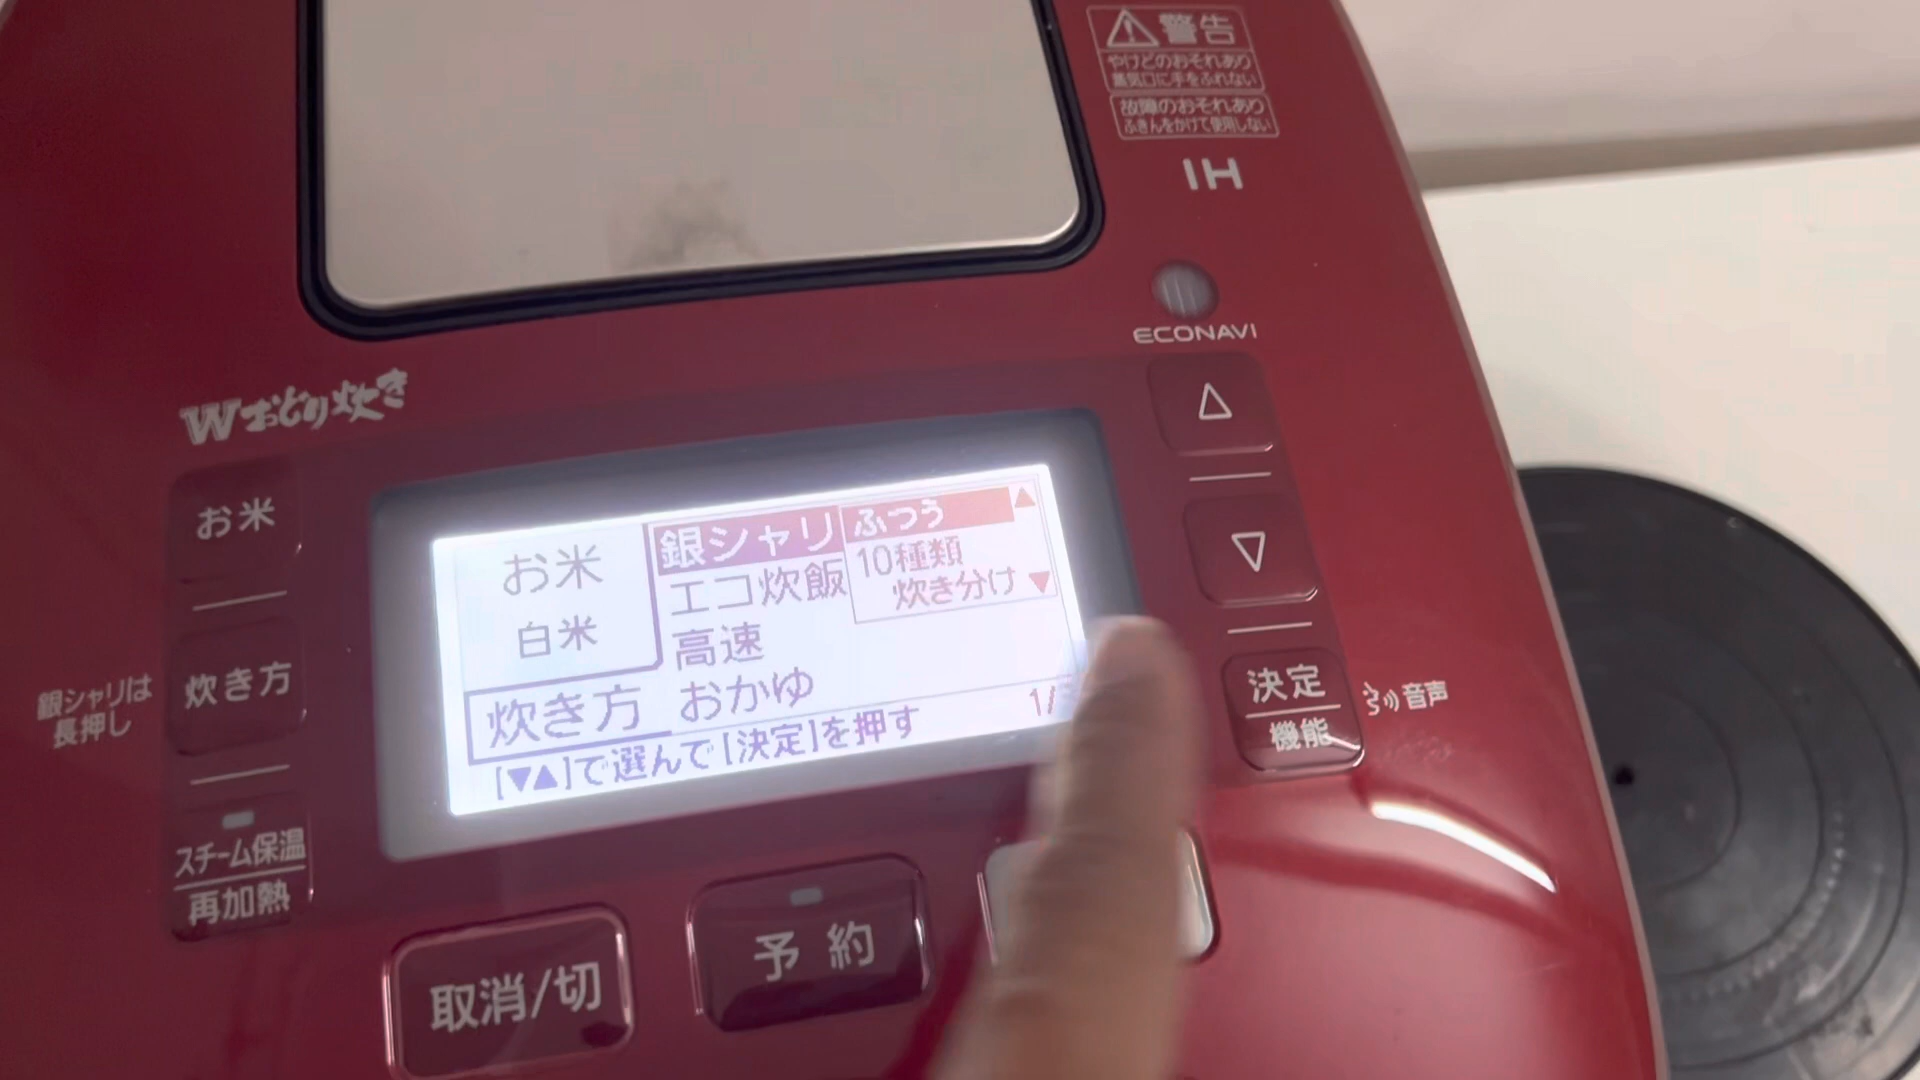 警告
やけどのおそれあり
蒸気口に手をふれない
故障のおそれあり
ふきんをかけて使用しない
IH
ECONAVI
Wおどり炊き
お米
炊き方
銀シャリは
長押し
スチーム保温
再加熱
お米
白米
炊き方
銀シャリ
エコ炊飯
高速
おかゆ
ふつう
10種類
炊き分け
1/
[▼▲]で選んで[決定]を押す
△
▽
決定
機能
音声
取消/切
予約